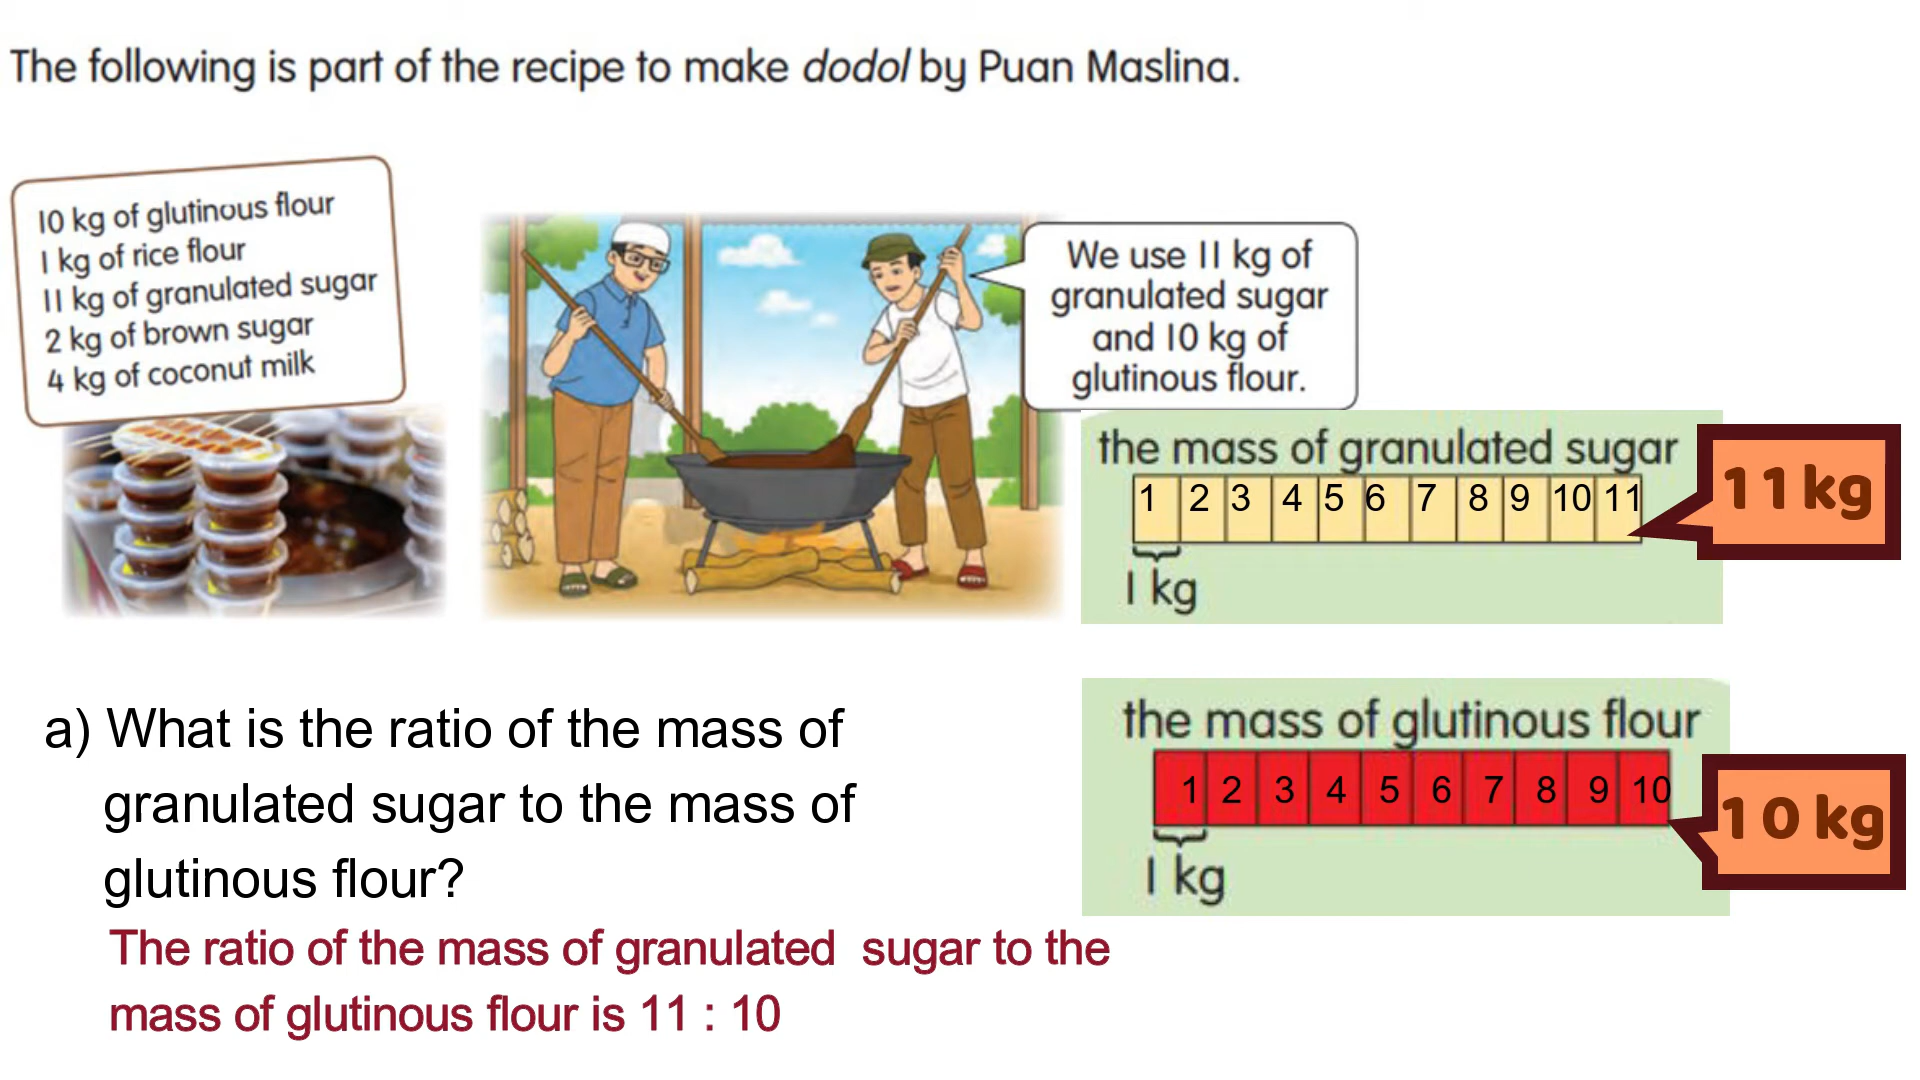 The following is part of the recipe to make dodol by Puan Maslina.
10 kg of glutinous flour
1 kg of rice flour
11 kg of granulated sugar
2 kg of brown sugar
4 kg of coconut milk
We use 11 kg of
granulated sugar
and 10 kg of
glutinous flour.
the mass of granulated sugar
1 2 3 4 5 6 7 8 9 10 11
11 kg
1 kg
the mass of glutinous flour
1 2 3 4 5 6 7 8 9 10
10 kg
1 kg
a) What is the ratio of the mass of
granulated sugar to the mass of
glutinous flour?
The ratio of the mass of granulated sugar to the
mass of glutinous flour is 11 : 10